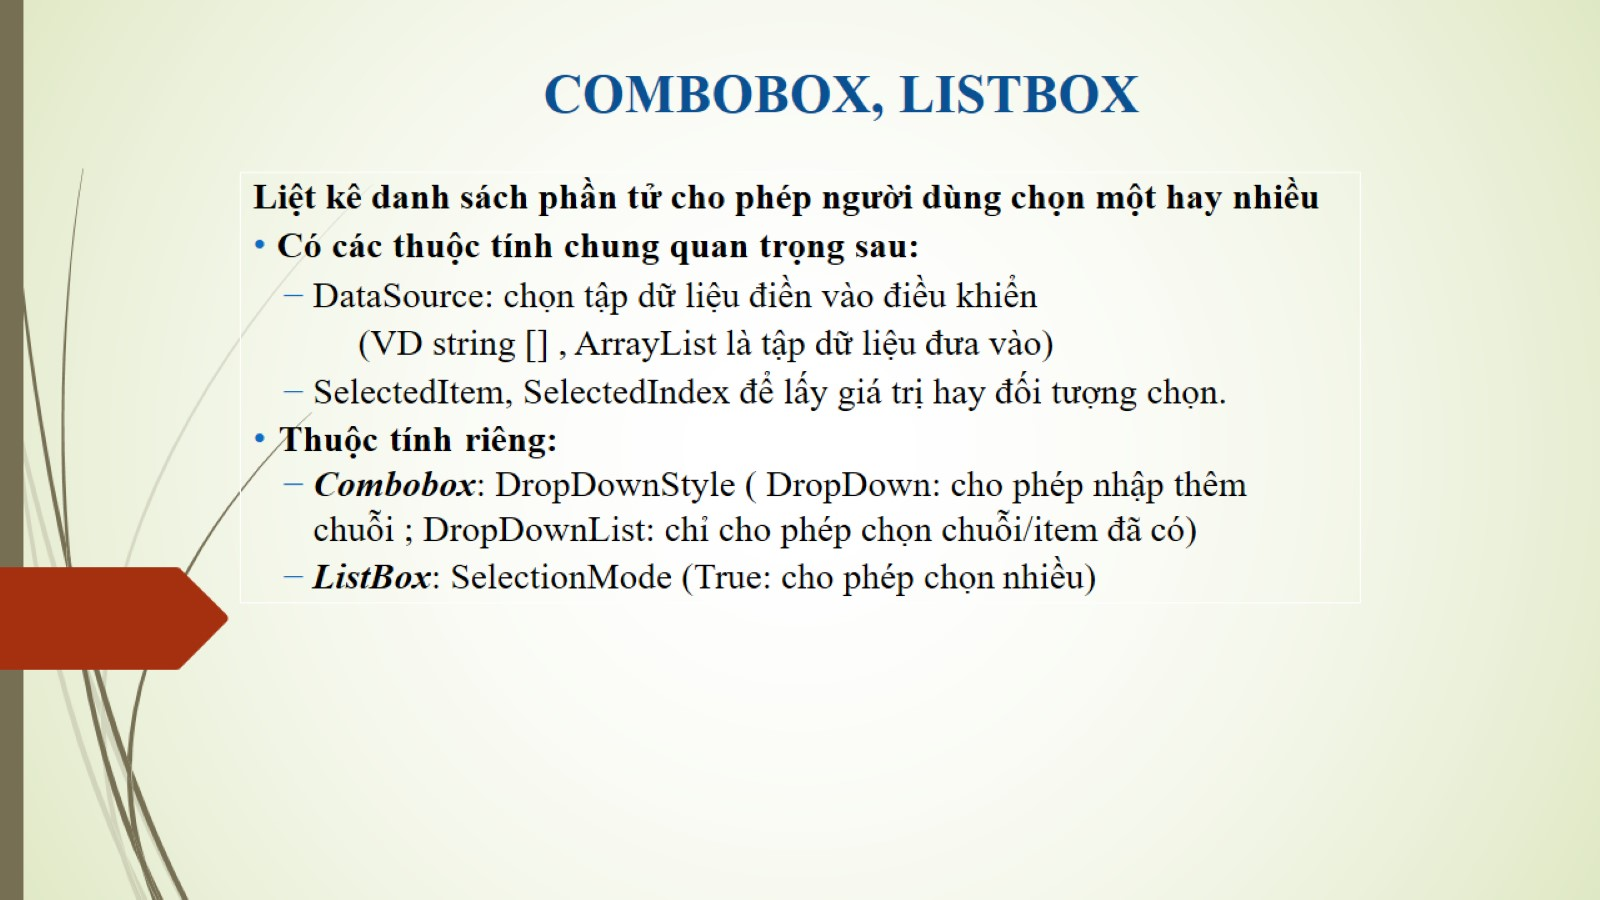 COMBOBOX, LISTBOX
Liệt kê danh sách phần tử cho phép người dùng chọn một hay nhiều
• Có các thuộc tính chung quan trọng sau:
– DataSource: chọn tập dữ liệu điền vào điều khiển
(VD string [] , ArrayList là tập dữ liệu đưa vào)
– SelectedItem, SelectedIndex để lấy giá trị hay đối tượng chọn.
• Thuộc tính riêng:
– Combobox: DropDownStyle ( DropDown: cho phép nhập thêm
chuỗi ; DropDownList: chỉ cho phép chọn chuỗi/item đã có)
– ListBox: SelectionMode (True: cho phép chọn nhiều)